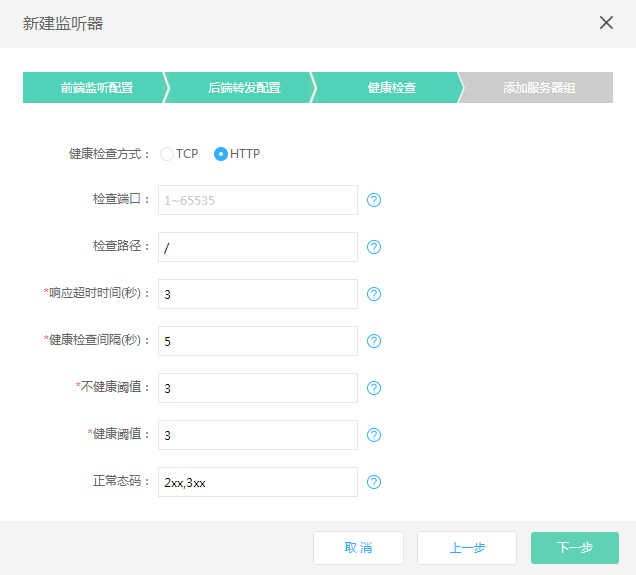 新建监听器
前端监听配置 后端转发配置 健康检查 添加服务器组
健康检查方式： TCP HTTP
检查端口： 1~65535 ?
检查路径： / ?
*响应超时时间(秒)： 3 ?
*健康检查间隔(秒)： 5 ?
*不健康阈值： 3 ?
*健康阈值： 3 ?
正常态码： 2xx,3xx ?
取消 上一步 下一步